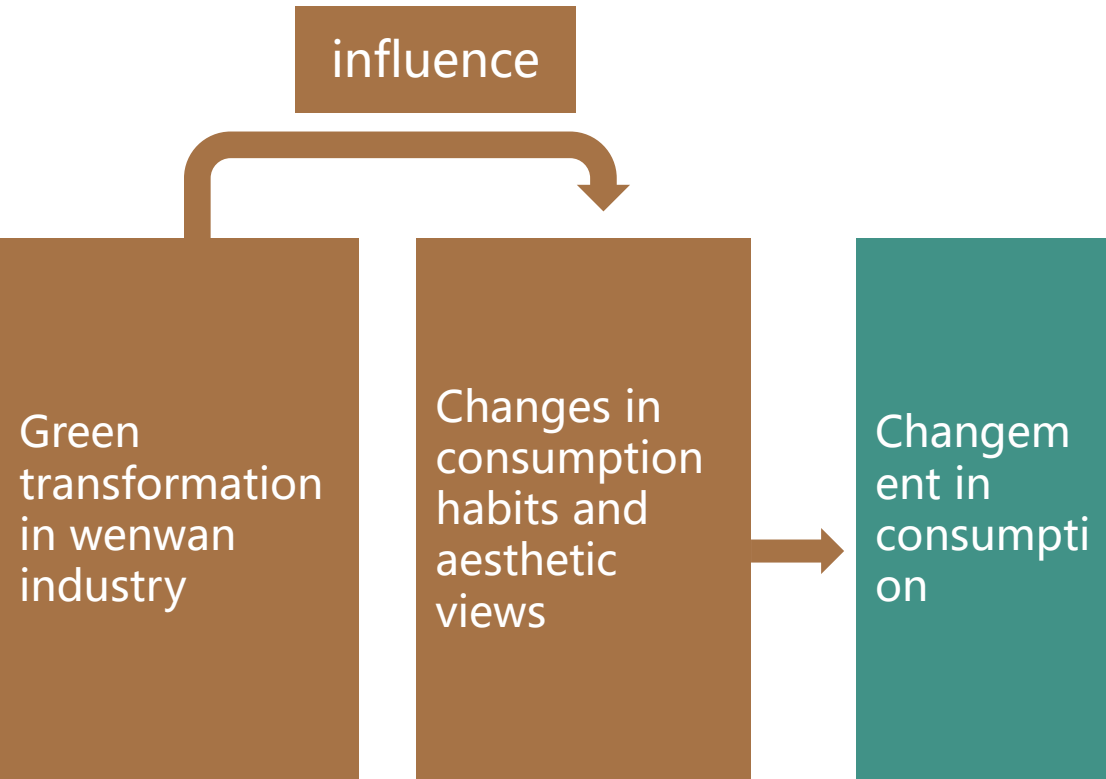 influence
Green
transformation
in wenwan
industry
Changes in
consumption
habits and
aesthetic
views
Changem
ent in
consumpti
on